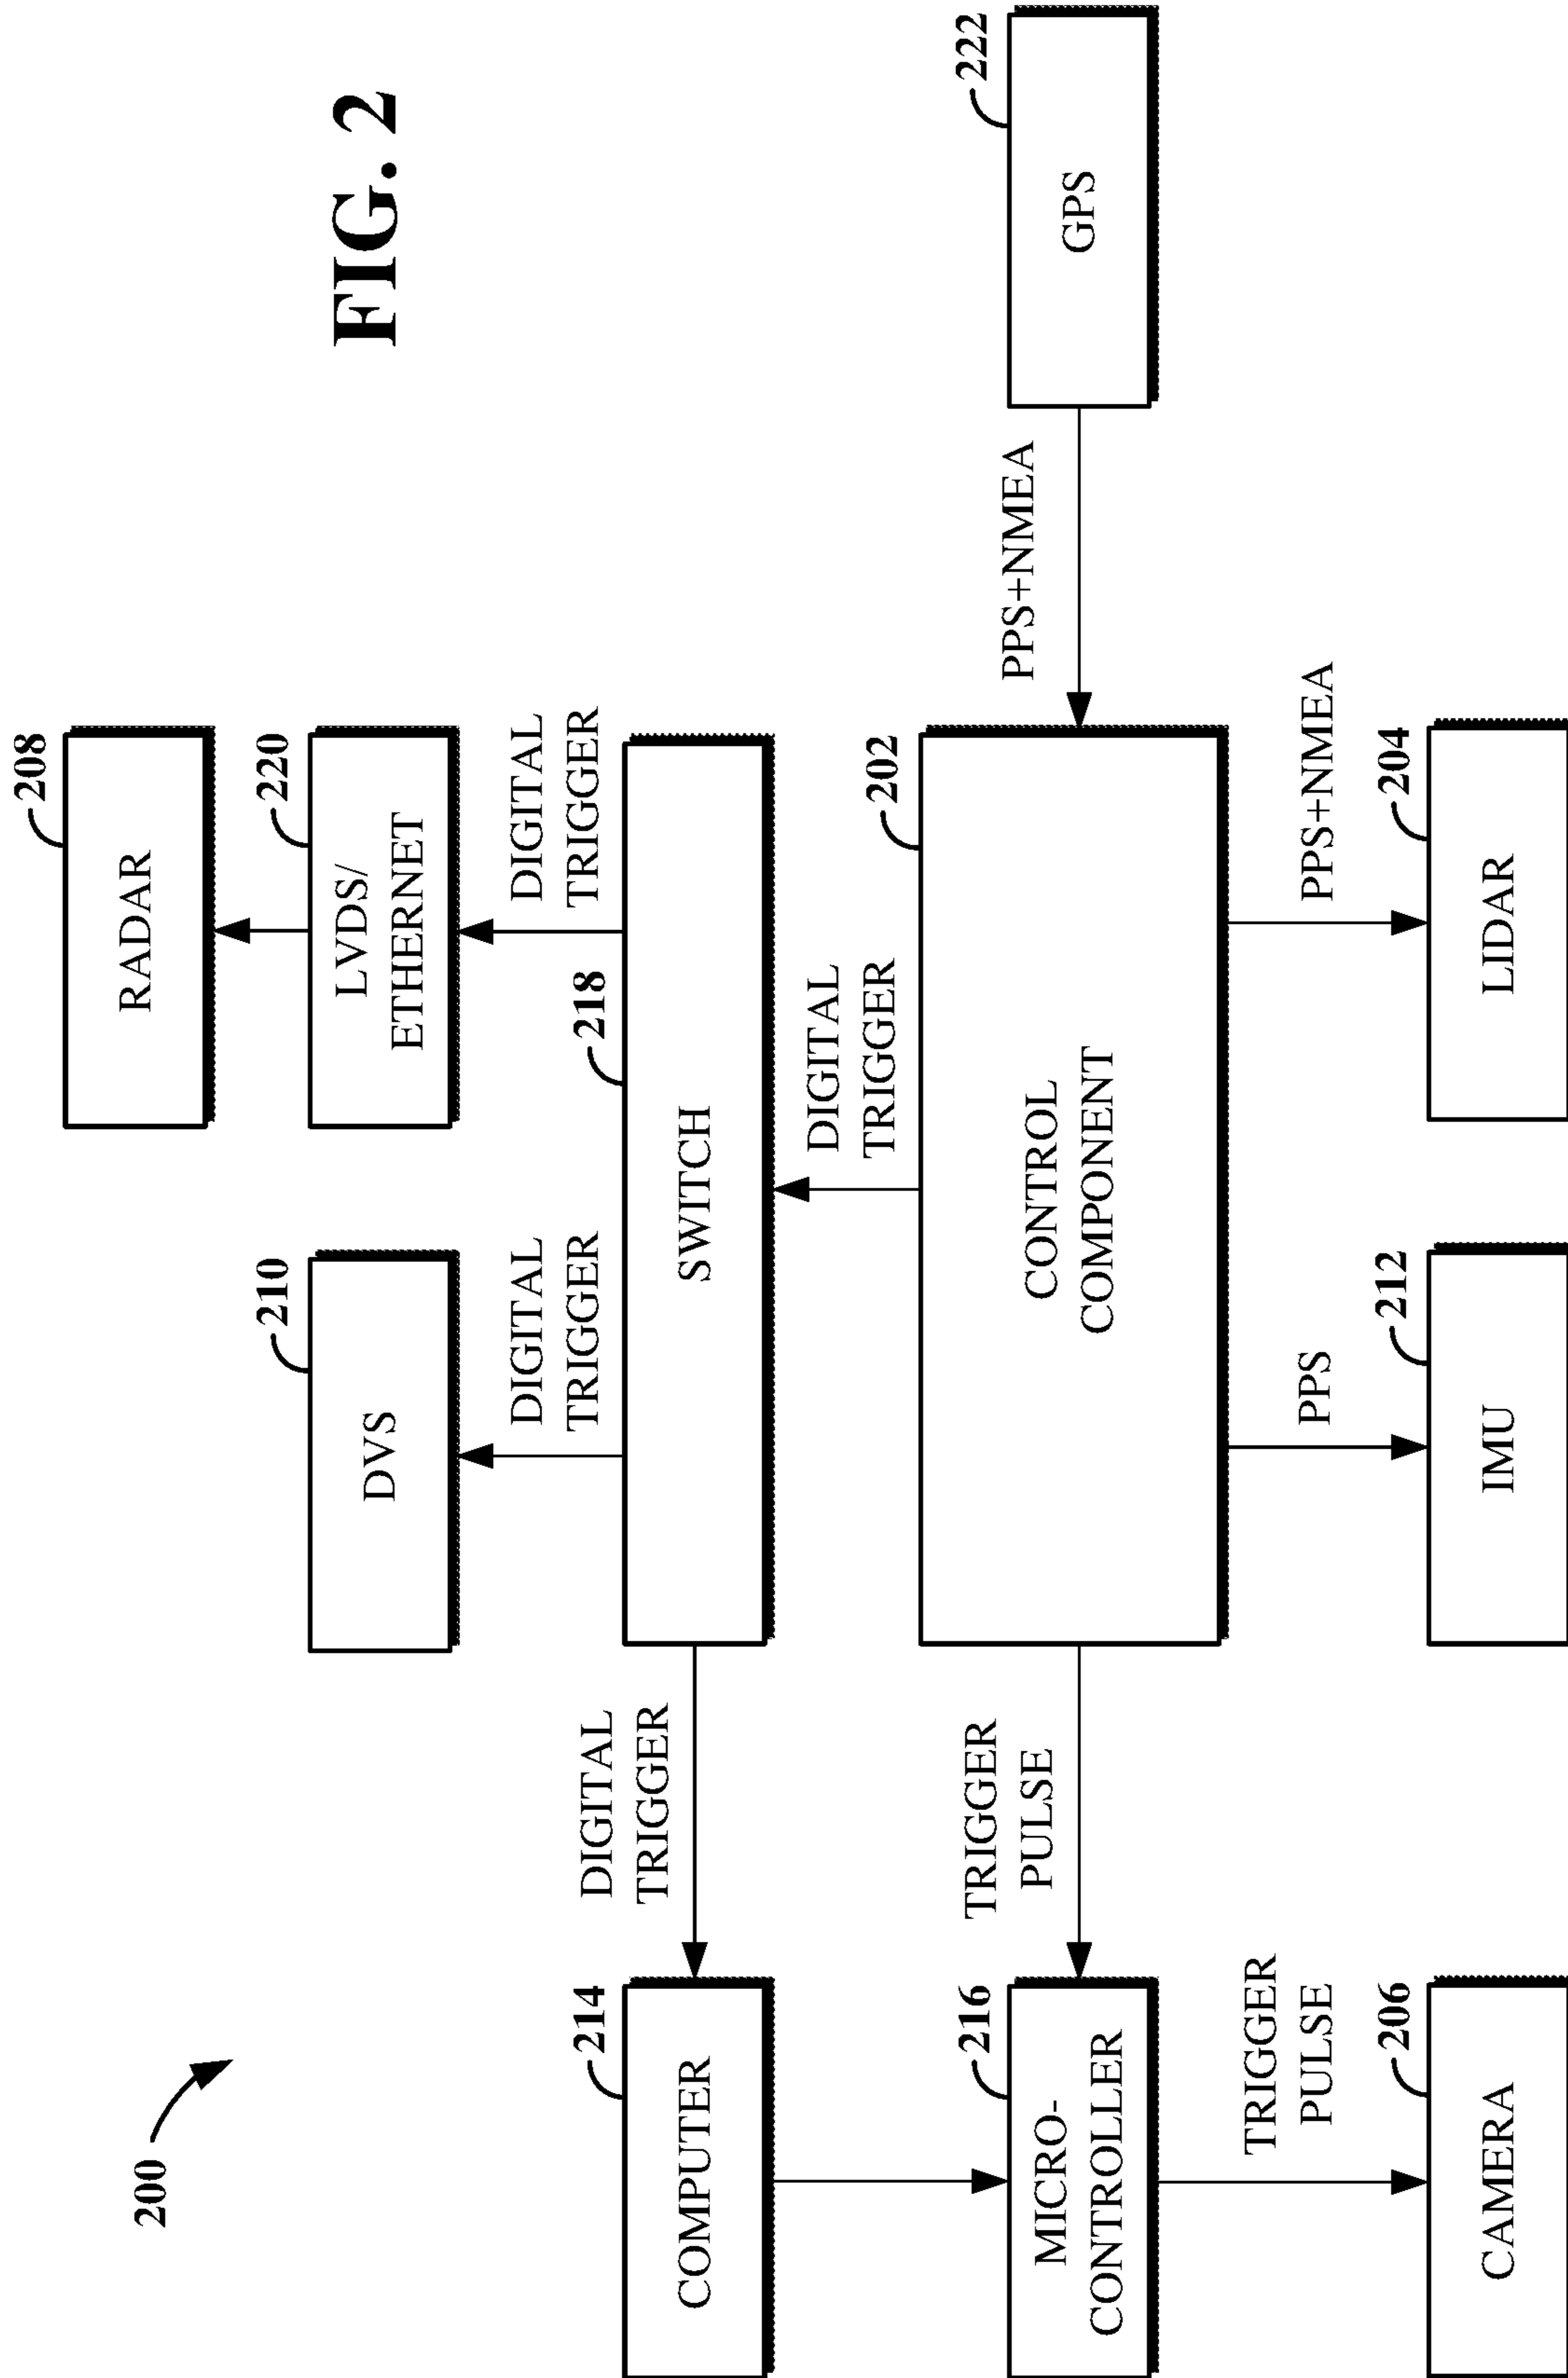 200
FIG. 2
208
RADAR
210
DVS
220
LVDS/
ETHERNET
DIGITAL
TRIGGER
DIGITAL
TRIGGER
214
COMPUTER
DIGITAL
TRIGGER
218
SWITCH
DIGITAL
TRIGGER
216
MICRO-
CONTROLLER
TRIGGER
PULSE
202
CONTROL
COMPONENT
PPS+NMEA
222
GPS
TRIGGER
PULSE
PPS
PPS+NMEA
206
CAMERA
212
IMU
204
LIDAR